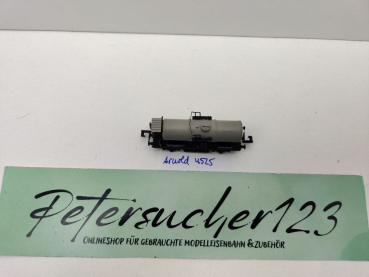 Arnold 4525
Petersucher123
ONLINESHOP FÜR GEBRAUCHTE MODELLEISENBAHN & ZUBEHÖR